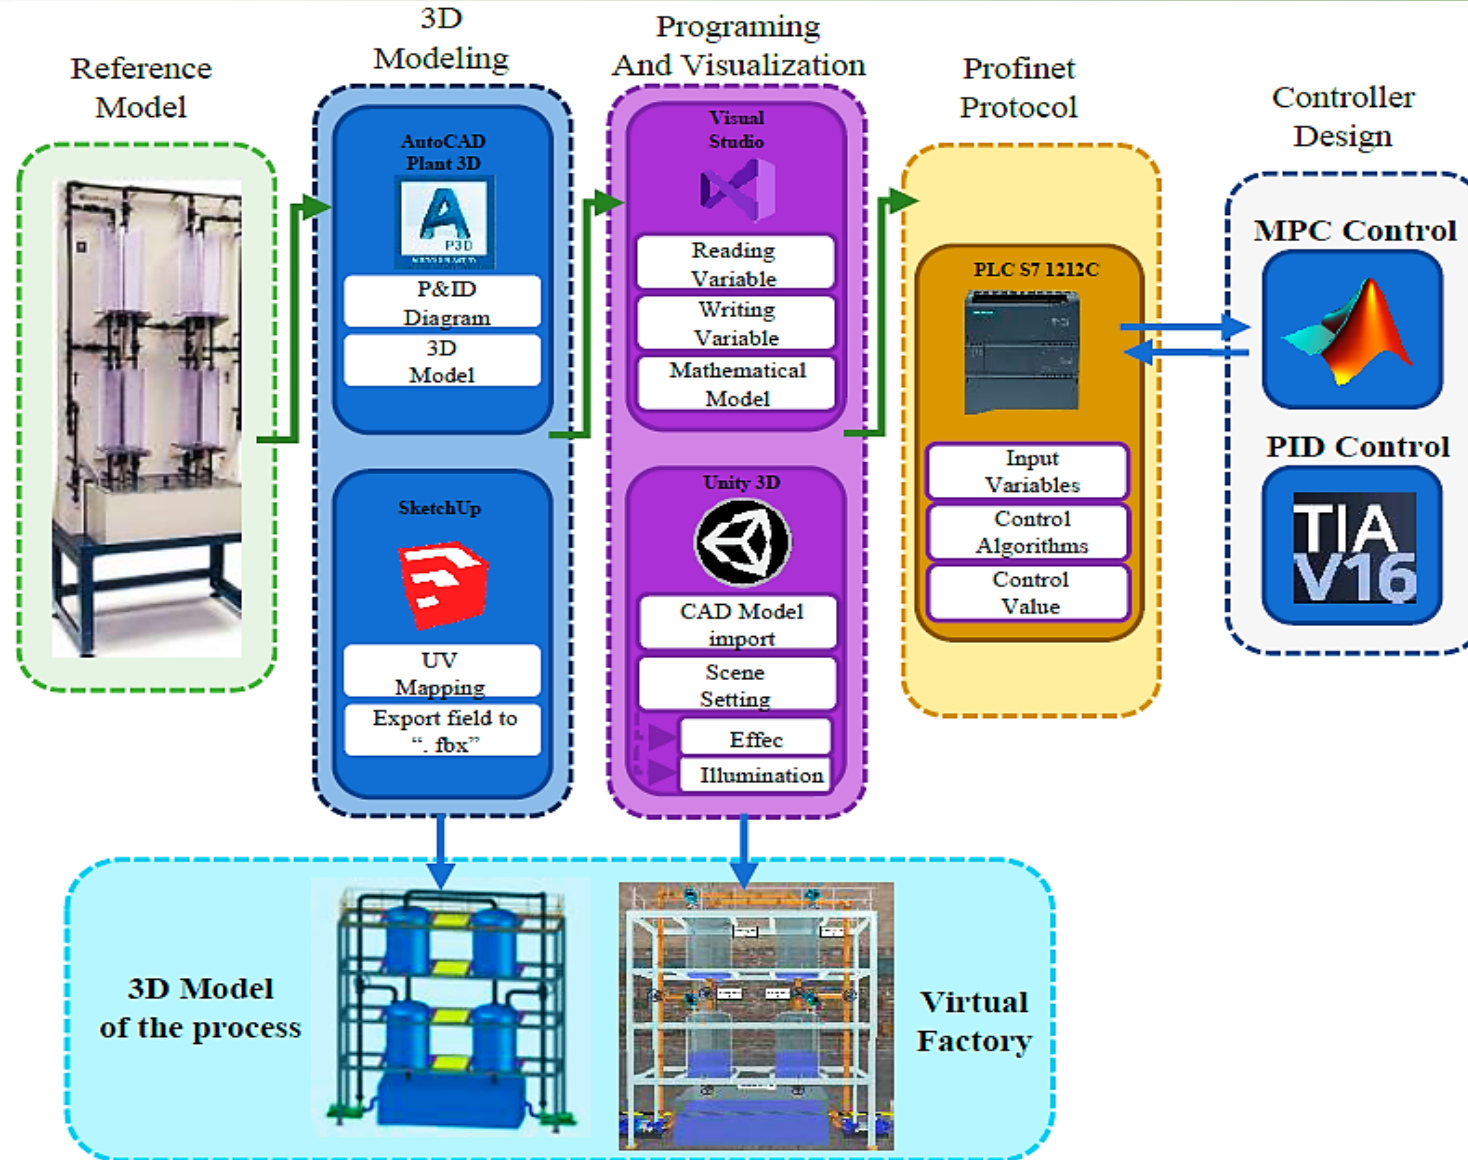 Reference
Model
3D
Modeling
AutoCAD
Plant 3D
P3D
P&ID
Diagram
3D
Model
SketchUp
UV
Mapping
Export field to
“. fbx”
Programing
And Visualization
Visual
Studio
Reading
Variable
Writing
Variable
Mathematical
Model
Unity 3D
CAD Model
import
Scene
Setting
Effec
Illumination
Profinet
Protocol
PLC S7 1212C
Input
Variables
Control
Algorithms
Control
Value
Controller
Design
MPC Control
PID Control
TIA
V16
3D Model
of the process
Virtual
Factory